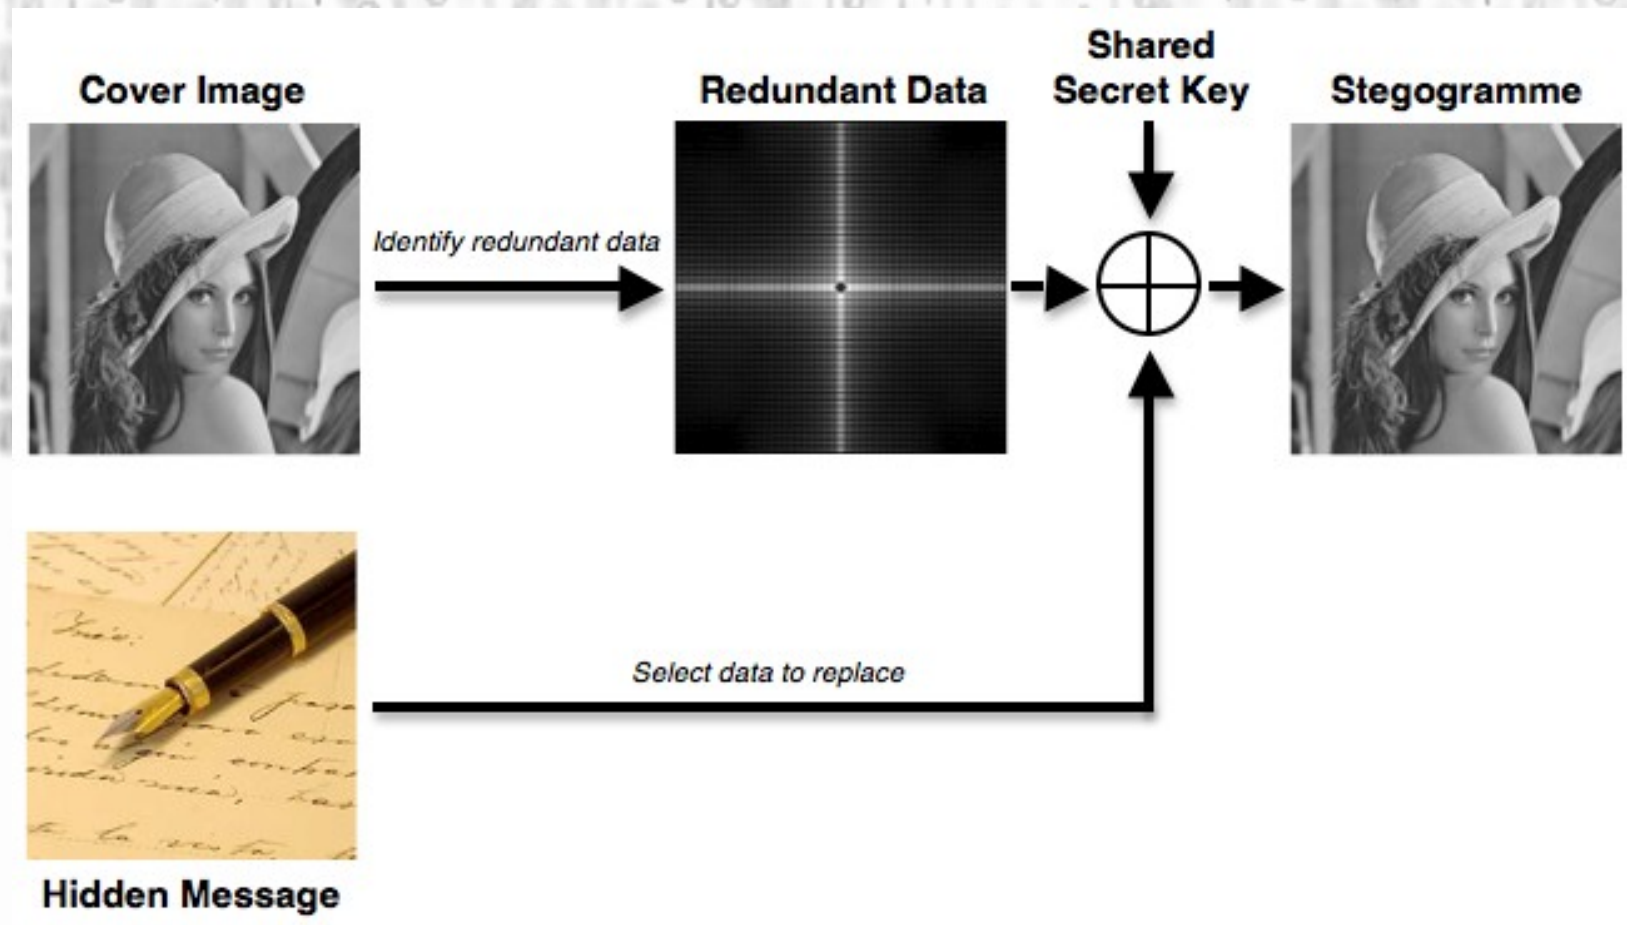 Cover Image
Redundant Data
Shared
Secret Key
Stegogramme
Identify redundant data
Select data to replace
Hidden Message